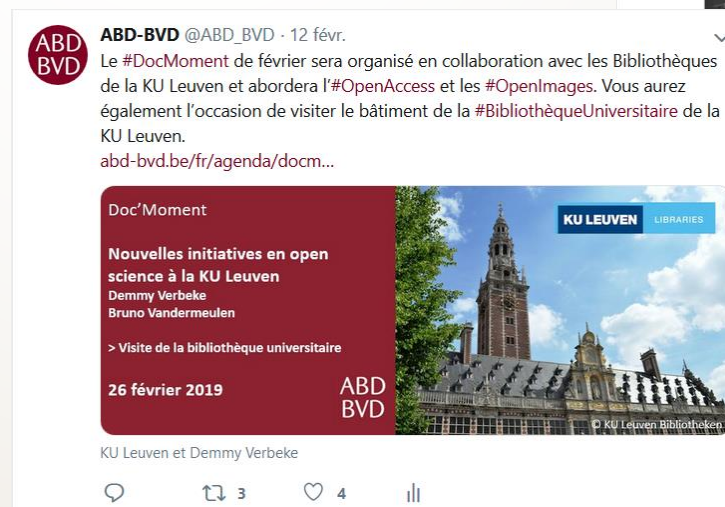 ABD
BVD
ABD-BVD @ABD_BVD · 12 févr.
Le #DocMoment de février sera organisé en collaboration avec les Bibliothèques
de la KU Leuven et abordera l'#OpenAccess et les #OpenImages. Vous aurez
également l'occasion de visiter le bâtiment de la #BibliothèqueUniversitaire de la
KU Leuven.
abd-bvd.be/fr/agenda/docm...
Doc'Moment
Nouvelles initiatives en open
science à la KU Leuven
Demmy Verbeke
Bruno Vandermeulen
> Visite de la bibliothèque universitaire
26 février 2019
ABD
BVD
KU LEUVEN LIBRARIES
© KU Leuven Bibliotheken
KU Leuven et Demmy Verbeke
3 4